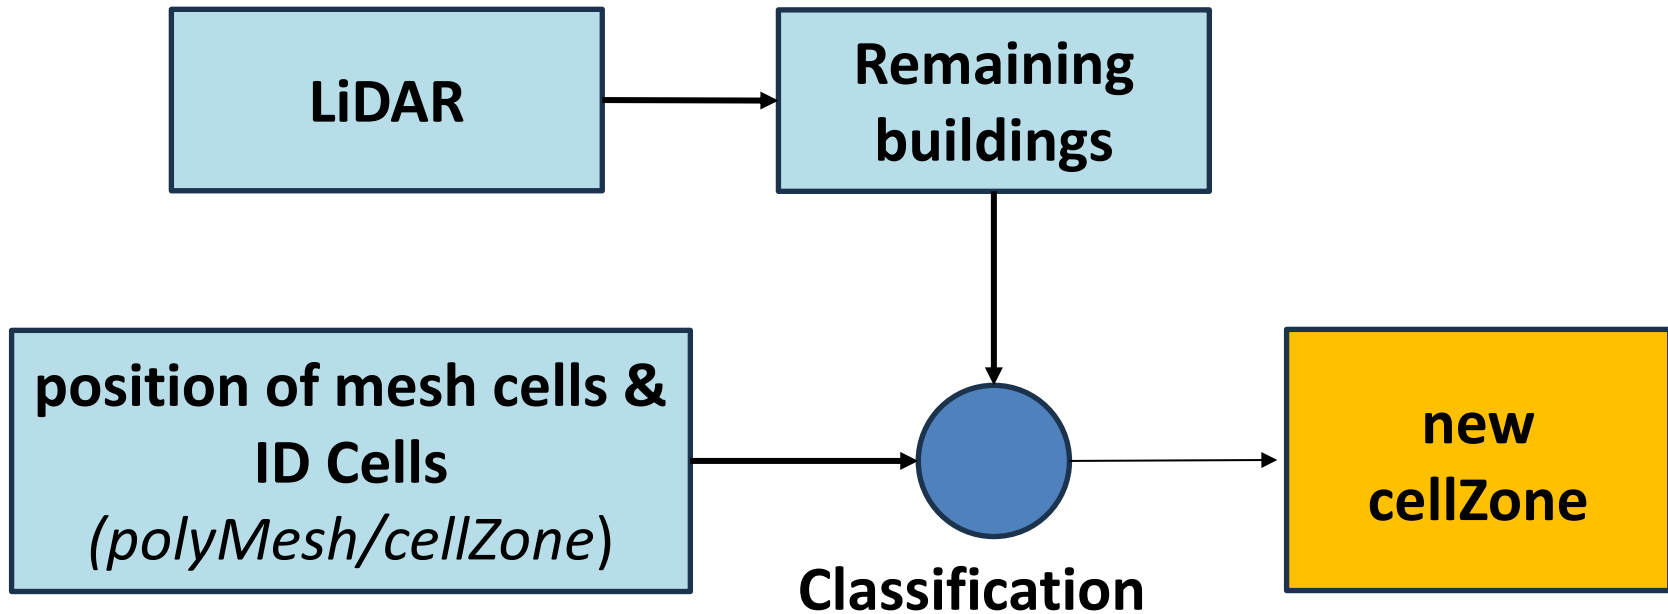 LiDAR
Remaining
buildings
position of mesh cells &
ID Cells
(polyMesh/cellZone)
Classification
new
cellZone